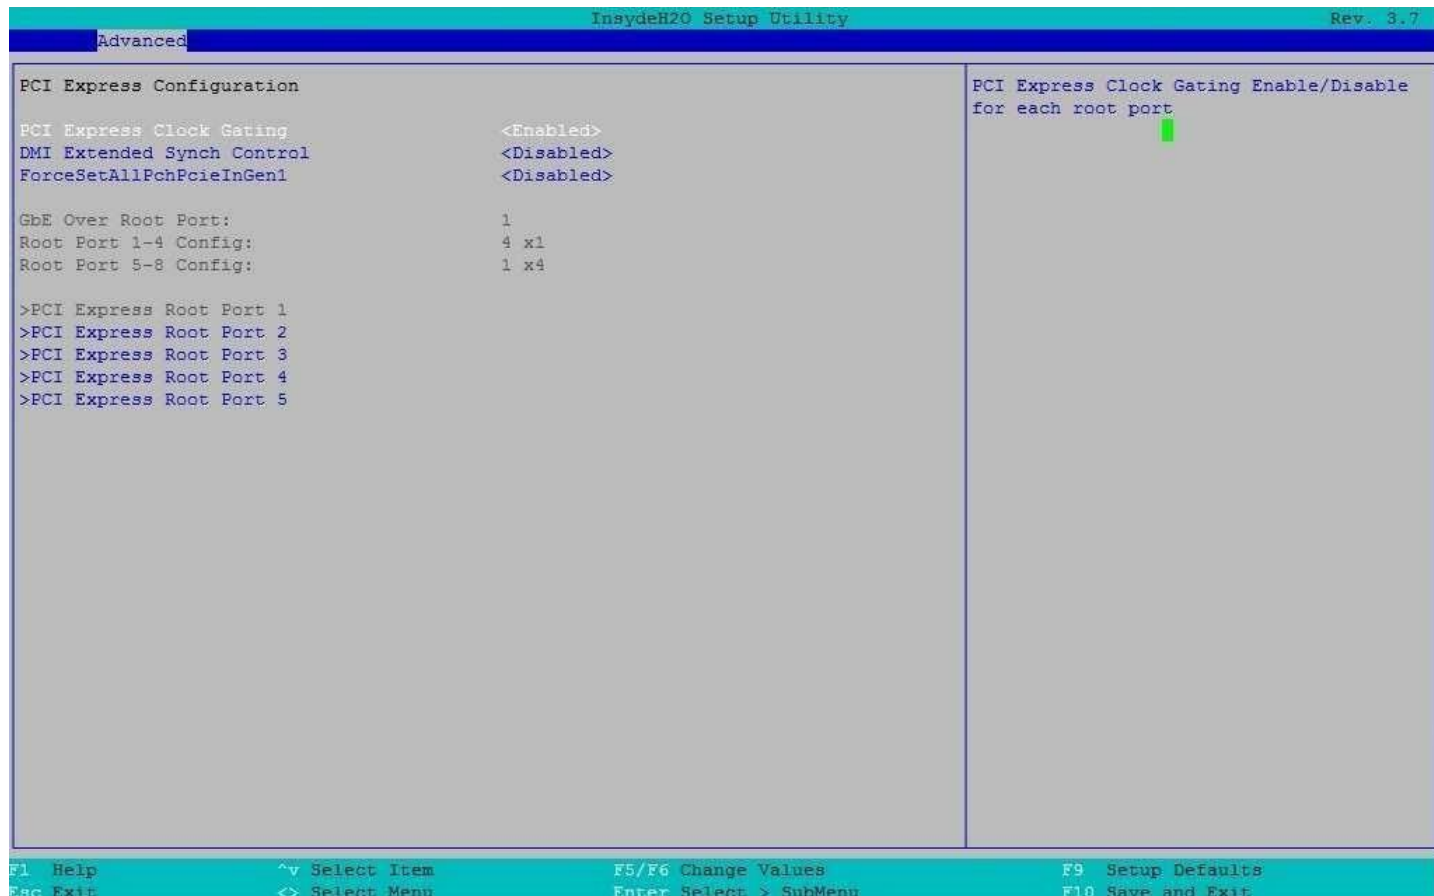 InsydeH2O Setup Utility Rev. 3.7
Advanced
PCI Express Configuration
PCI Express Clock Gating <Enabled>
DMI Extended Synch Control <Disabled>
ForceSetAllPchPcieInGen1 <Disabled>
GbE Over Root Port: 1
Root Port 1-4 Config: 4 x1
Root Port 5-8 Config: 1 x4
>PCI Express Root Port 1
>PCI Express Root Port 2
>PCI Express Root Port 3
>PCI Express Root Port 4
>PCI Express Root Port 5
PCI Express Clock Gating Enable/Disable
for each root port
F1 Help ^v Select Item F5/F6 Change Values F9 Setup Defaults
Esc Exit <> Select Menu Enter Select > SubMenu F10 Save and Exit